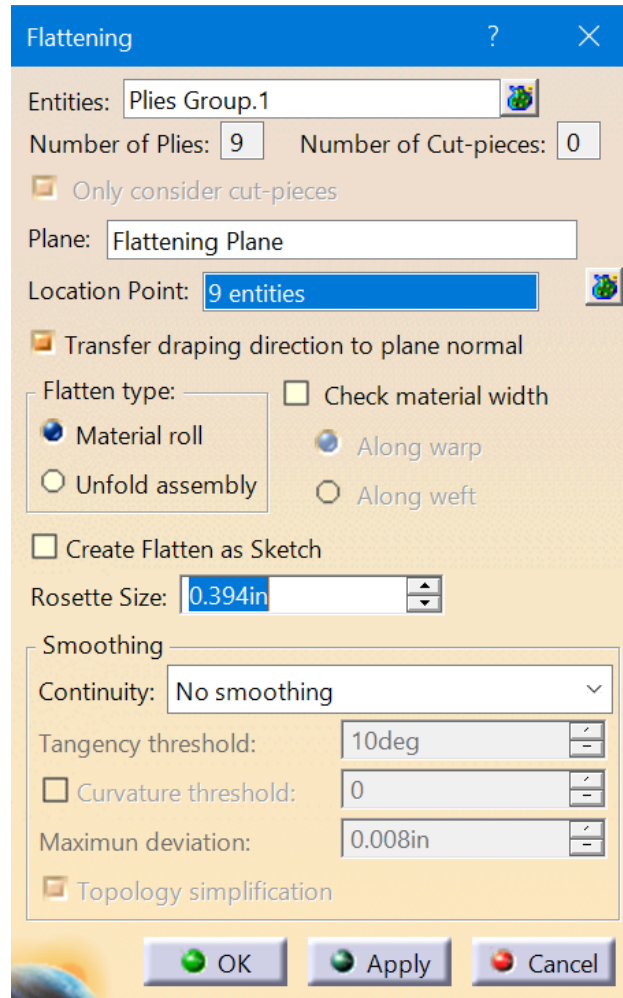 Flattening ?
Entities: Plies Group.1
Number of Plies: 9 Number of Cut-pieces: 0
Only consider cut-pieces
Plane: Flattening Plane
Location Point: 9 entities
Transfer draping direction to plane normal
Flatten type:
Check material width
Material roll
Along warp
Unfold assembly
Along weft
Create Flatten as Sketch
Rosette Size: 0.394in
Smoothing
Continuity: No smoothing
Tangency threshold: 10deg
Curvature threshold: 0
Maximun deviation: 0.008in
Topology simplification
OK Apply Cancel